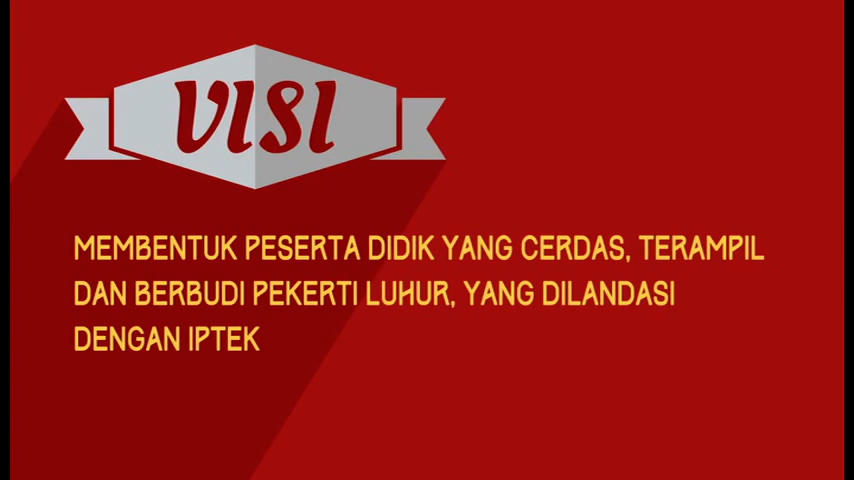 VISI
MEMBENTUK PESERTA DIDIK YANG CERDAS, TERAMPIL
DAN BERBUDI PEKERTI LUHUR, YANG DILANDASI
DENGAN IPTEK